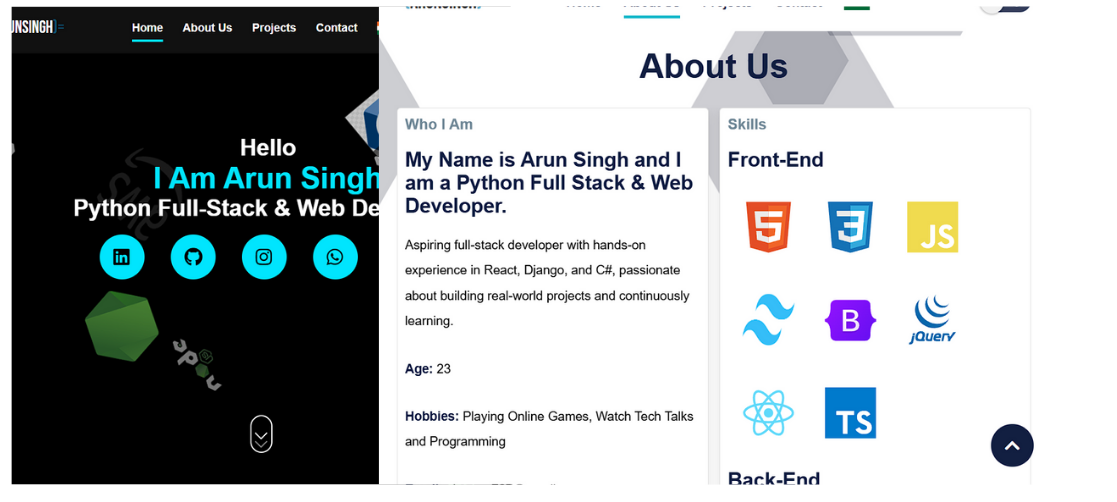 Home About Us Projects Contact
Hello
I Am Arun Singh
Python Full-Stack & Web De
About Us
Who I Am
My Name is Arun Singh and I
am a Python Full Stack & Web
Developer.
Aspiring full-stack developer with hands-on
experience in React, Django, and C#, passionate
about building real-world projects and continuously
learning.
Age: 23
Hobbies: Playing Online Games, Watch Tech Talks
and Programming
Skills
Front-End
5
3
JS
B
jQuery
TS
Back-End